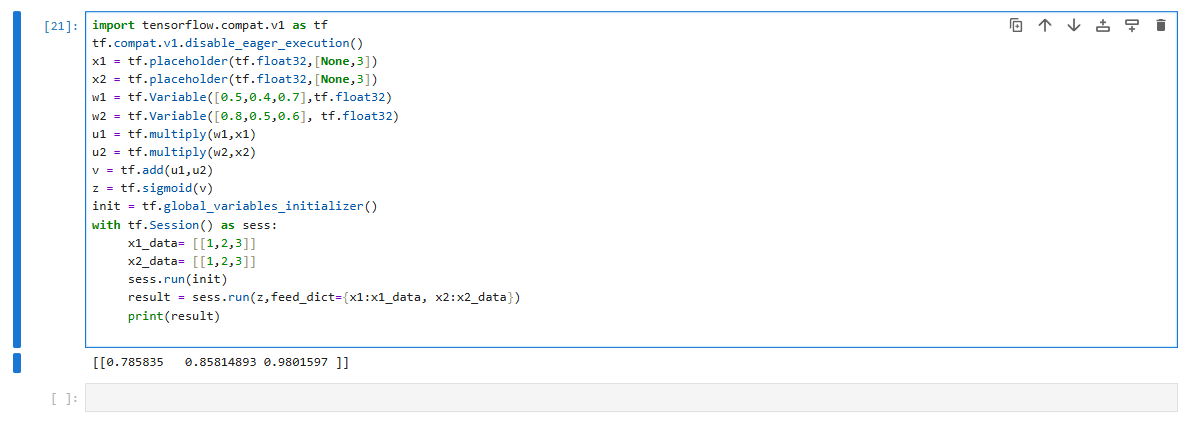 [21]: import tensorflow.compat.v1 as tf
tf.compat.v1.disable_eager_execution()
x1 = tf.placeholder(tf.float32,[None,3])
x2 = tf.placeholder(tf.float32,[None,3])
w1 = tf.Variable([0.5,0.4,0.7],tf.float32)
w2 = tf.Variable([0.8,0.5,0.6], tf.float32)
u1 = tf.multiply(w1,x1)
u2 = tf.multiply(w2,x2)
v = tf.add(u1,u2)
z = tf.sigmoid(v)
init = tf.global_variables_initializer()
with tf.Session() as sess:
     x1_data= [[1,2,3]]
     x2_data= [[1,2,3]]
     sess.run(init)
     result = sess.run(z,feed_dict={x1:x1_data, x2:x2_data})
     print(result)
[[0.785835   0.85814893 0.9801597 ]]
[ ]: